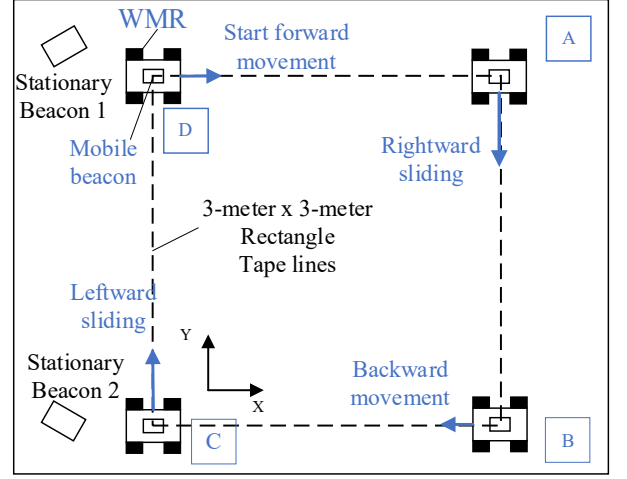 WMR
A
Start forward
movement
Stationary
Beacon 1
D
Mobile
beacon
Rightward
sliding
3-meter x 3-meter
Rectangle
Tape lines
Leftward
sliding
Y
X
Stationary
Beacon 2
Backward
movement
C
B